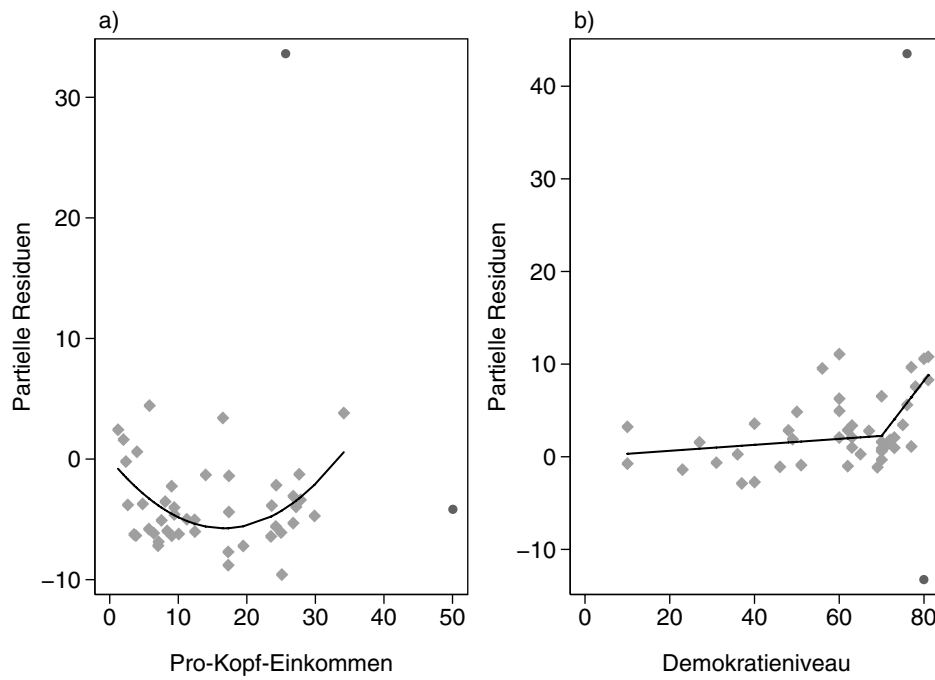 a)
30
20
10
0
−10
0 10 20 30 40 50
Partielle Residuen
Pro-Kopf-Einkommen
b)
40
30
20
10
0
−10
0 20 40 60 80
Partielle Residuen
Demokratieniveau